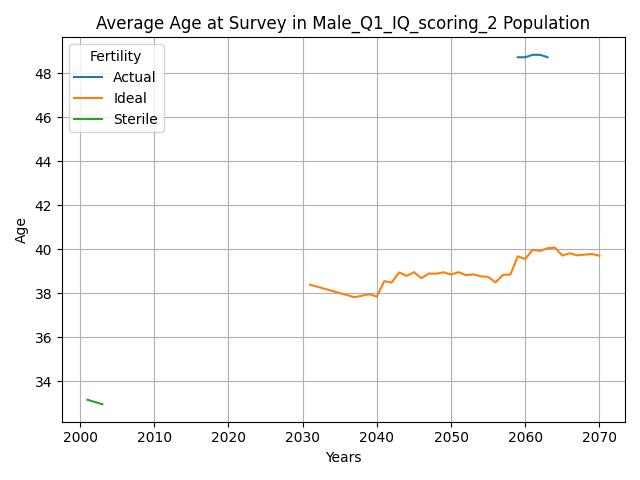 Average Age at Survey in Male_Q1_IQ_scoring_2 Population
Fertility
Actual
Ideal
Sterile
Age
48
46
44
42
40
38
36
34
2000 2010 2020 2030 2040 2050 2060 2070
Years